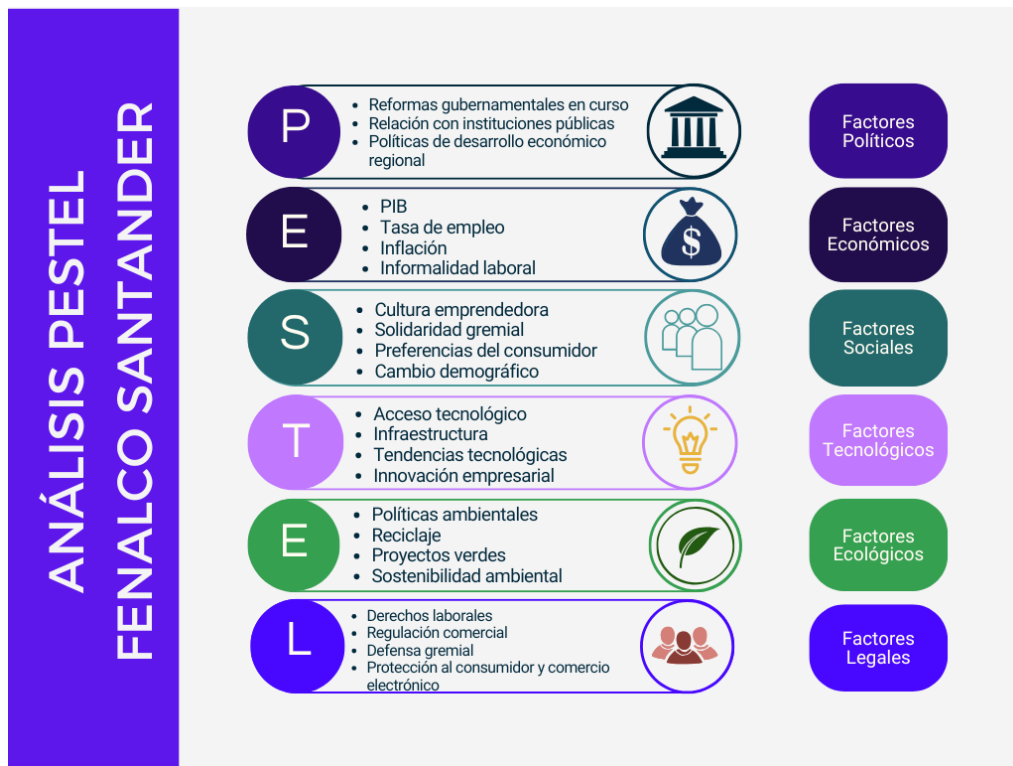 ANÁLISIS PESTEL
FENALCO SANTANDER
P
• Reformas gubernamentales en curso
• Relación con instituciones públicas
• Políticas de desarrollo económico
regional
Factores
Políticos
E
• PIB
• Tasa de empleo
• Inflación
• Informalidad laboral
$
Factores
Económicos
S
• Cultura emprendedora
• Solidaridad gremial
• Preferencias del consumidor
• Cambio demográfico
Factores
Sociales
T
• Acceso tecnológico
• Infraestructura
• Tendencias tecnológicas
• Innovación empresarial
Factores
Tecnológicos
E
• Políticas ambientales
• Reciclaje
• Proyectos verdes
• Sostenibilidad ambiental
Factores
Ecológicos
L
• Derechos laborales
• Regulación comercial
• Defensa gremial
• Protección al consumidor y comercio
electrónico
Factores
Legales